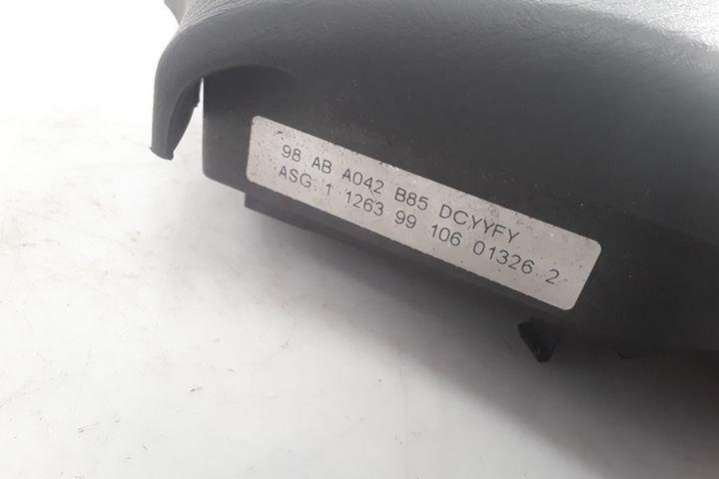 98 AB A042 B85 DCYYFY
ASG.1 1263 99 106 01326.2